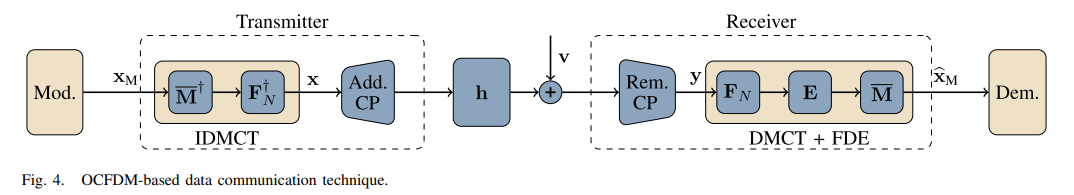 Transmitter
Receiver
Mod.
x_M
M̅†
F_N†
x
Add.
CP
IDMCT
h
v
+
Rem.
CP
y
F_N
E
M̅
DMCT + FDE
x̂_M
Dem.
Fig. 4. OCFDM-based data communication technique.